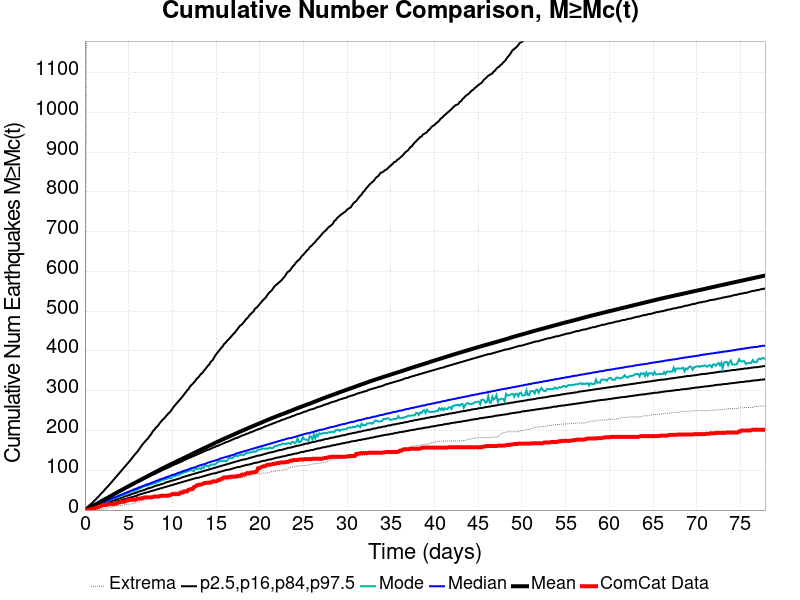 Cumulative Number Comparison, M≥Mc(t)
Cumulative Num Earthquakes M≥Mc(t)
1100
1000
900
800
700
600
500
400
300
200
100
0
0 5 10 15 20 25 30 35 40 45 50 55 60 65 70 75
Time (days)
Extrema p2.5,p16,p84,p97.5 Mode Median Mean ComCat Data